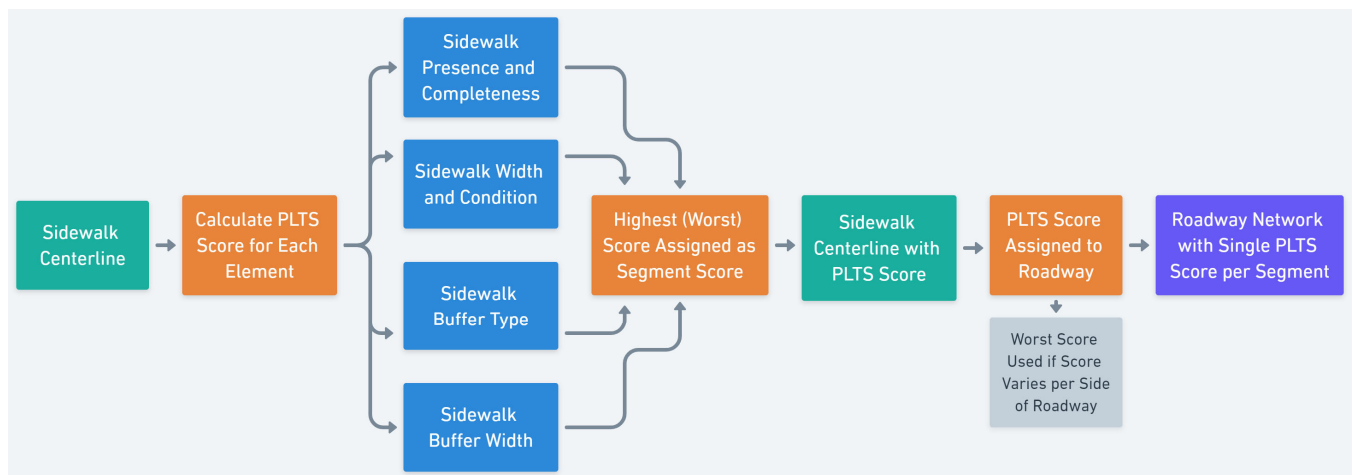 Sidewalk
Centerline
Calculate PLTS
Score for Each
Element
Sidewalk
Presence and
Completeness
Sidewalk Width
and Condition
Sidewalk
Buffer Type
Sidewalk
Buffer Width
Highest (Worst)
Score Assigned as
Segment Score
Sidewalk
Centerline with
PLTS Score
PLTS Score
Assigned to
Roadway
Worst Score
Used if Score
Varies per Side
of Roadway
Roadway Network
with Single PLTS
Score per Segment